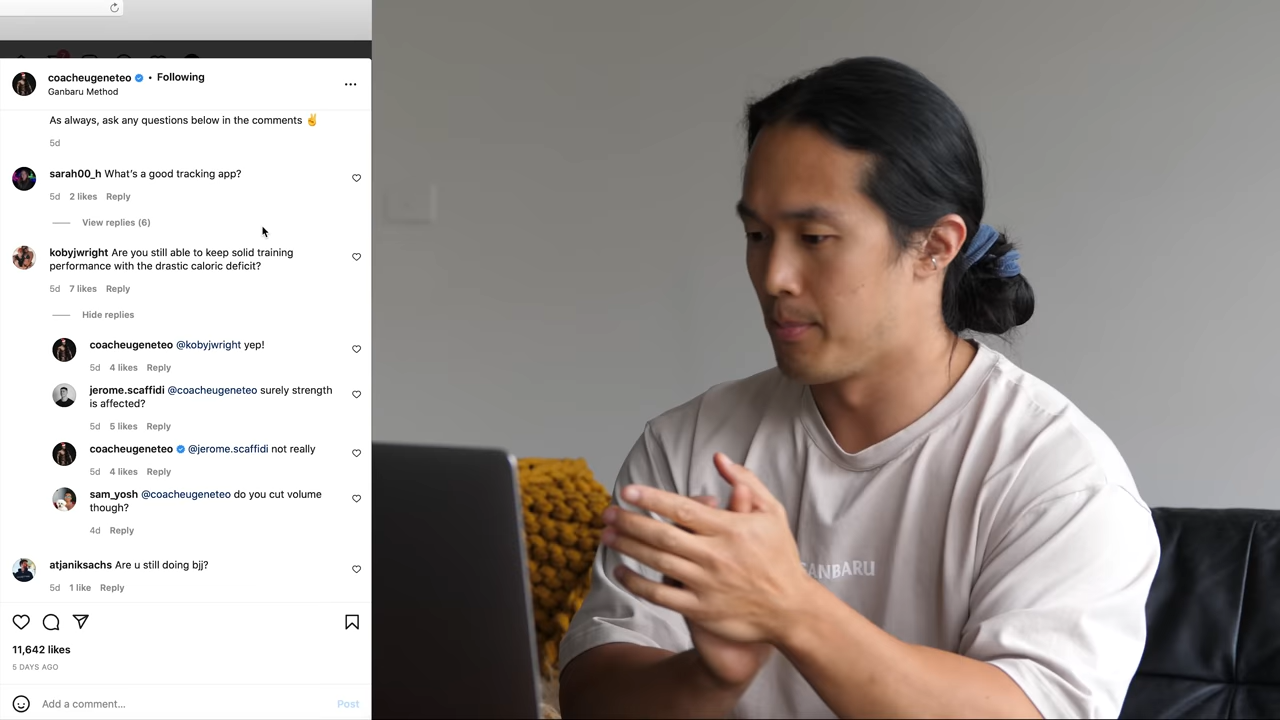 coacheugeneteo • Following
Ganbaru Method
As always, ask any questions below in the comments ✌️
5d
sarah00_h What's a good tracking app?
5d 2 likes Reply
View replies (6)
kobyjwright Are you still able to keep solid training
performance with the drastic caloric deficit?
5d 7 likes Reply
Hide replies
coacheugeneteo @kobyjwright yep!
5d 4 likes Reply
jerome.scaffidi @coacheugeneteo surely strength
is affected?
5d 5 likes Reply
coacheugeneteo @jerome.scaffidi not really
5d 4 likes Reply
sam_yosh @coacheugeneteo do you cut volume
though?
4d Reply
atjaniksachs Are u still doing bjj?
5d 1 like Reply
11,642 likes
5 DAYS AGO
Add a comment... Post
GANBARU